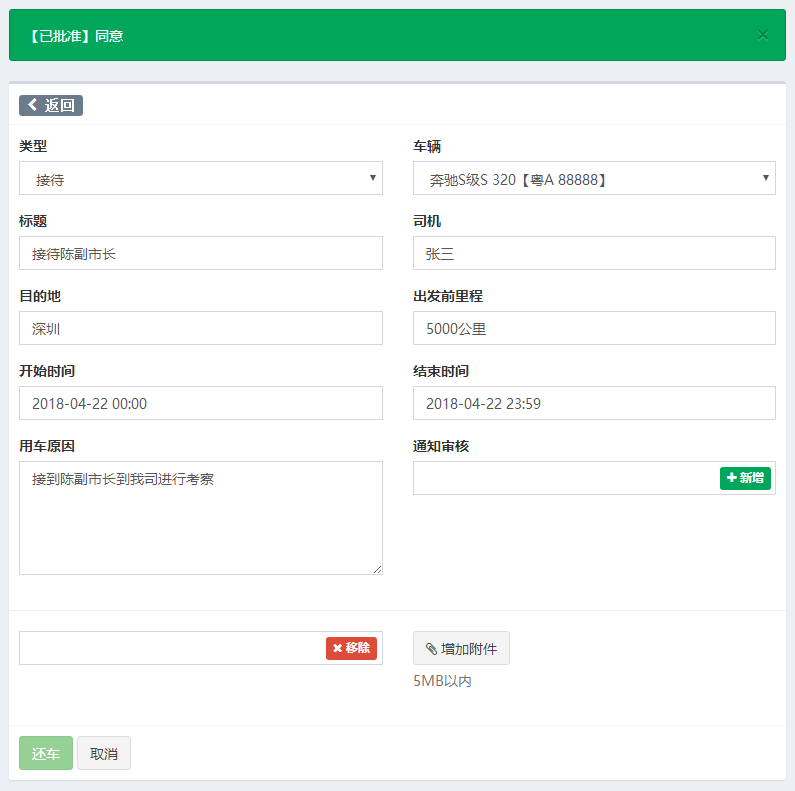 【已批准】同意
×
返回
类型
车辆
接待
奔驰S级S 320【粤A 88888】
标题
司机
接待陈副市长
张三
目的地
出发前里程
深圳
5000公里
开始时间
结束时间
2018-04-22 00:00
2018-04-22 23:59
用车原因
通知审核
接到陈副市长到我司进行考察
新增
移除
增加附件
5MB以内
还车
取消